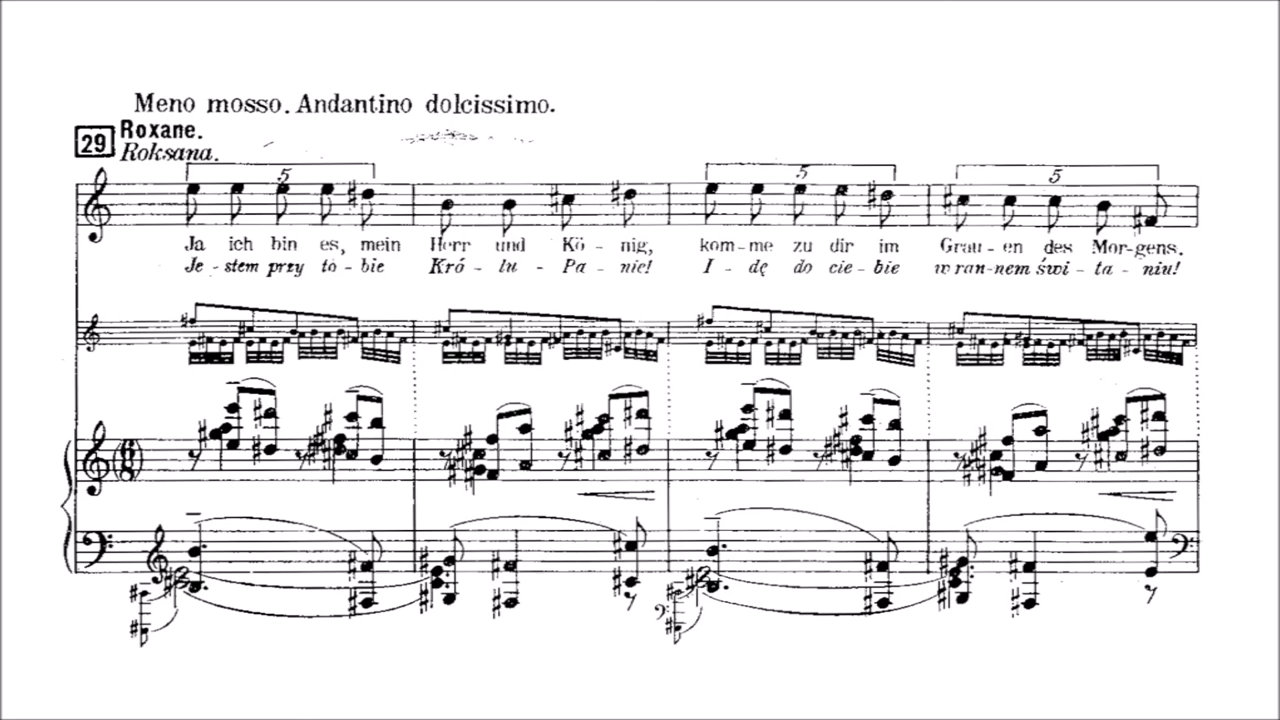 Meno mosso. Andantino dolcissimo.
29 Roxane.
Roksana.
5 5 5
Ja ich bin es, mein Herr und Kö - nig, kom - me zu dir im Grau - en des Mor - gens.
Je - stem przy to - bie Kró - lu - Pa - nie! I - dę do cie - bie w ran - nem świ - ta - niu!
6
8